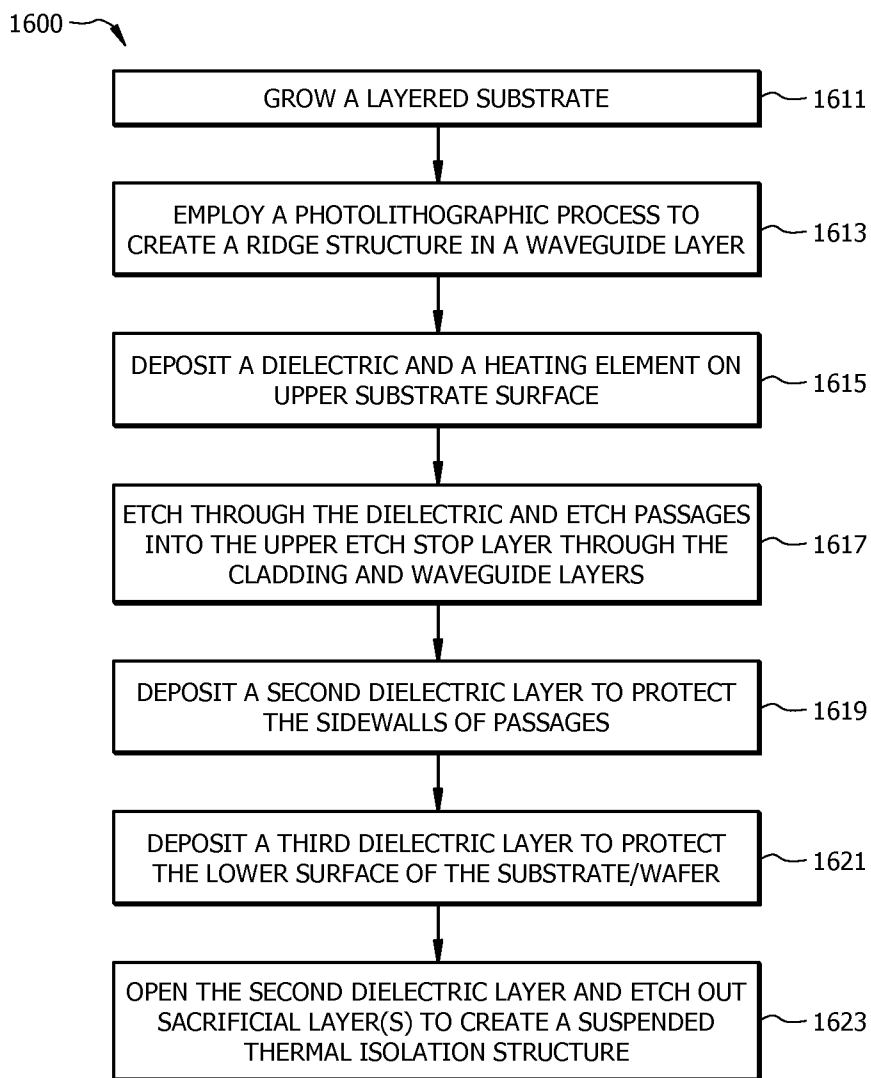 1600
GROW A LAYERED SUBSTRATE
1611
EMPLOY A PHOTOLITHOGRAPHIC PROCESS TO
CREATE A RIDGE STRUCTURE IN A WAVEGUIDE LAYER
1613
DEPOSIT A DIELECTRIC AND A HEATING ELEMENT ON
UPPER SUBSTRATE SURFACE
1615
ETCH THROUGH THE DIELECTRIC AND ETCH PASSAGES
INTO THE UPPER ETCH STOP LAYER THROUGH THE
CLADDING AND WAVEGUIDE LAYERS
1617
DEPOSIT A SECOND DIELECTRIC LAYER TO PROTECT
THE SIDEWALLS OF PASSAGES
1619
DEPOSIT A THIRD DIELECTRIC LAYER TO PROTECT
THE LOWER SURFACE OF THE SUBSTRATE/WAFER
1621
OPEN THE SECOND DIELECTRIC LAYER AND ETCH OUT
SACRIFICIAL LAYER(S) TO CREATE A SUSPENDED
THERMAL ISOLATION STRUCTURE
1623